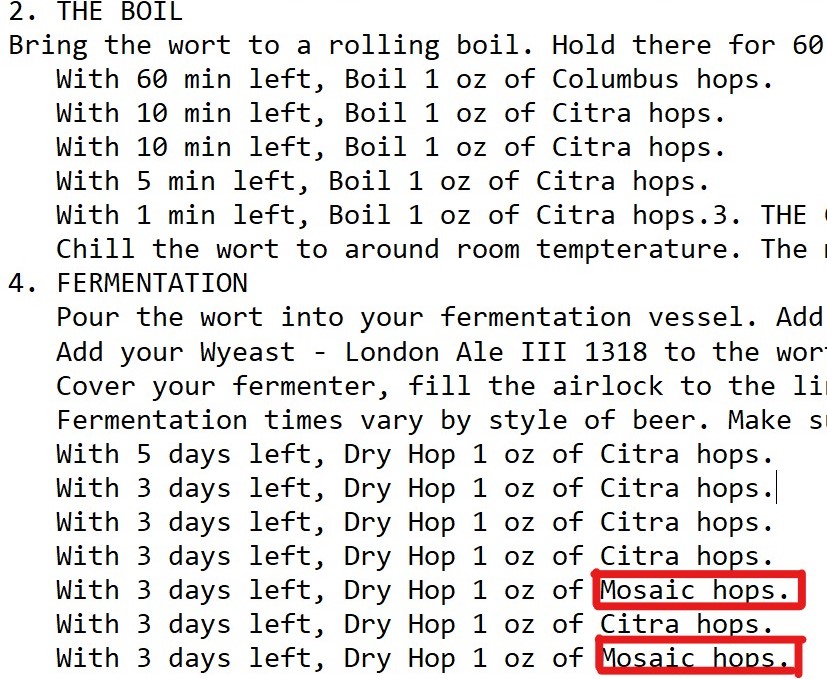 2. THE BOIL
Bring the wort to a rolling boil. Hold there for 60
With 60 min left, Boil 1 oz of Columbus hops.
With 10 min left, Boil 1 oz of Citra hops.
With 10 min left, Boil 1 oz of Citra hops.
With 5 min left, Boil 1 oz of Citra hops.
With 1 min left, Boil 1 oz of Citra hops.3. THE
Chill the wort to around room tempterature. The
4. FERMENTATION
Pour the wort into your fermentation vessel. Add
Add your Wyeast - London Ale III 1318 to the
Cover your fermenter, fill the airlock to the
Fermentation times vary by style of beer. Make
With 5 days left, Dry Hop 1 oz of Citra hops.
With 3 days left, Dry Hop 1 oz of Citra hops.
With 3 days left, Dry Hop 1 oz of Citra hops.
With 3 days left, Dry Hop 1 oz of Citra hops.
With 3 days left, Dry Hop 1 oz of Mosaic hops.
With 3 days left, Dry Hop 1 oz of Citra hops.
With 3 days left, Dry Hop 1 oz of Mosaic hops.